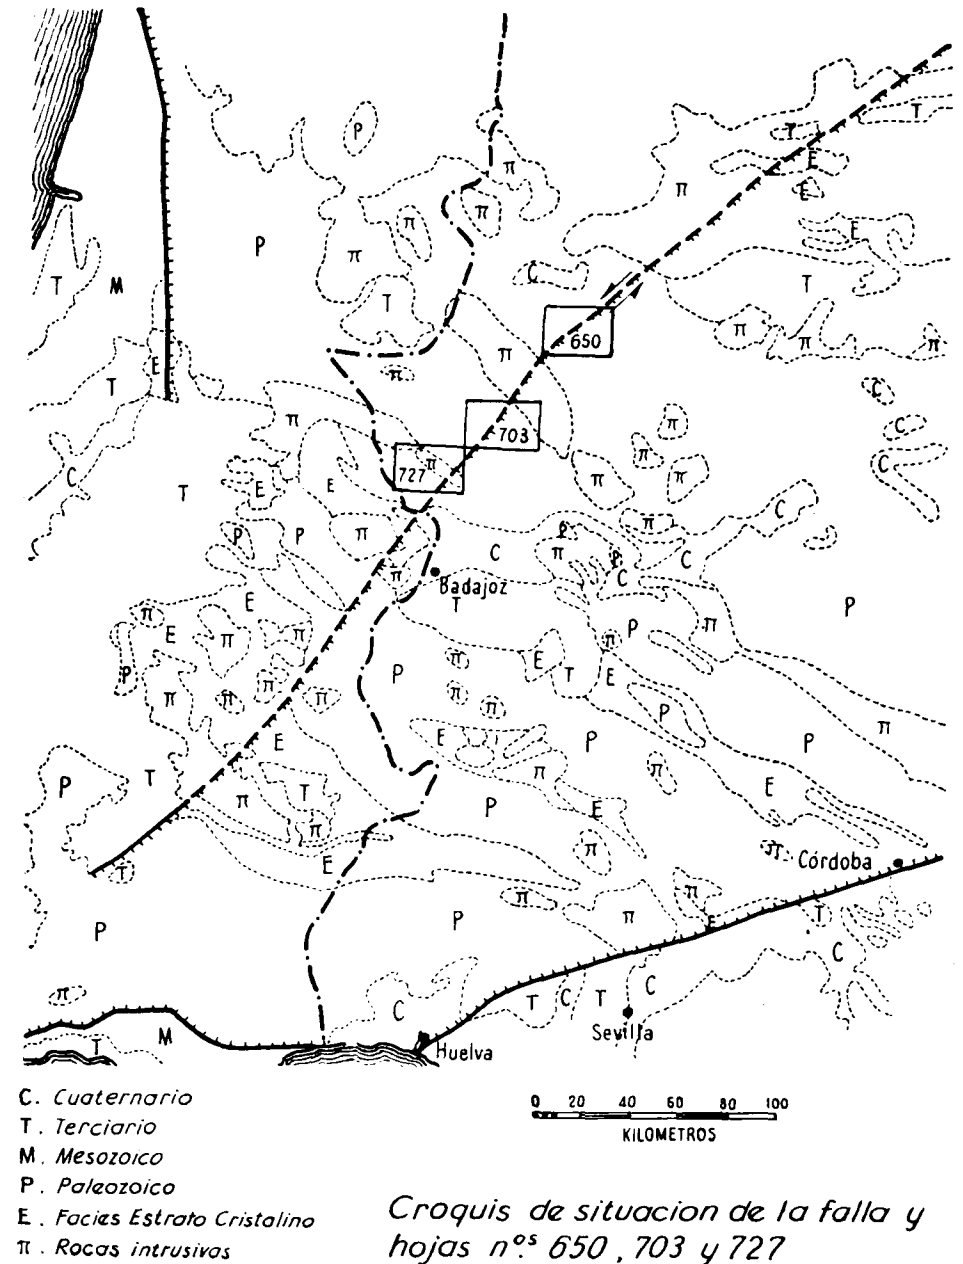 P
T
T
π
E
π
E
π
π
E
P
π
C
T
M
T
T
650
π
π
π
π
E
π
T
π
C
C
π
703
π
π
C
727
π
C
E
E
π
π
T
C
P
P
π
π
C
P
π
P
C
C
π
Badajoz
E
T
P
π
E
π
π
P
π
π
E
T
E
P
P
π
π
π
π
π
π
P
π
E
E
P
P
π
P
T
π
E
π
T
P
E
π
T
E
π
π
Córdoba
π
π
π
E
T
P
P
C
π
C
T
C
T
C
M
T
Huelva
Sevilla
C. Cuaternario
T. Terciario
M. Mesozoico
P. Paleozoico
E. Facies Estrato Cristalino
π. Rocas intrusivas
0 20 40 60 80 100
KILOMETROS
Croquis de situacion de la falla y
hojas nos. 650, 703 y 727